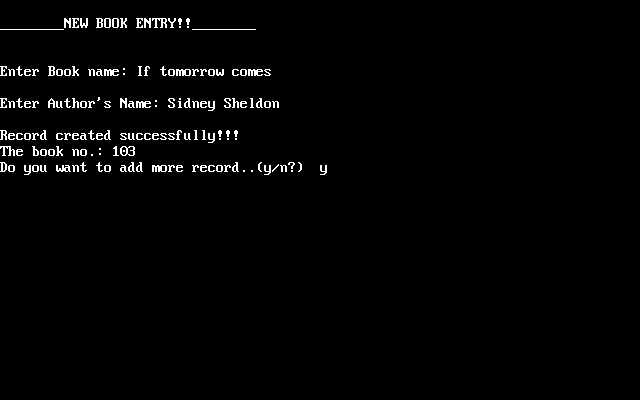 ________NEW BOOK ENTRY!!________
Enter Book name: If tomorrow comes
Enter Author's Name: Sidney Sheldon
Record created successfully!!!
The book no.: 103
Do you want to add more record..(y/n?)  y